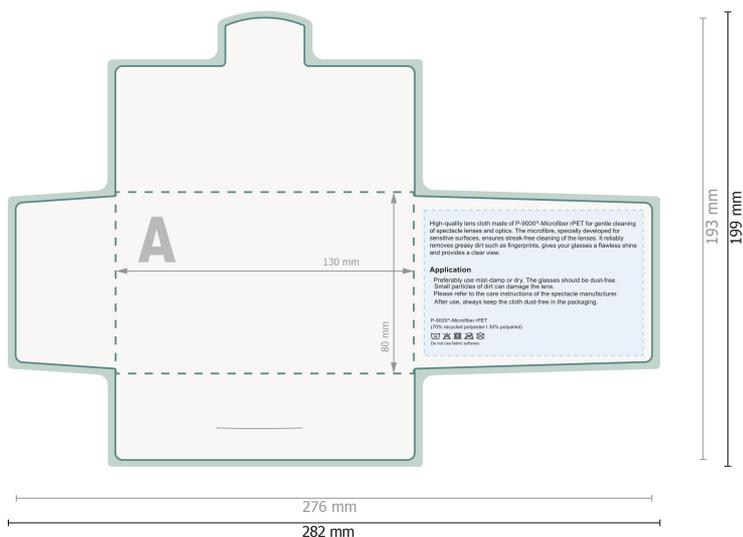 A
130 mm
80 mm
High-quality lens cloth made of P-9000®-Microfiber rPET for gentle cleaning
of spectacle lenses and optics. The microfibre, specially developed for
sensitive surfaces, ensures streak-free cleaning of the lenses. It reliably
removes greasy dirt such as fingerprints, gives your glasses a flawless shine
and provides a clear view.
Application
Preferably use mist-damp or dry. The glasses should be dust-free.
Small particles of dirt can damage the lens.
Please refer to the care instructions of the spectacle manufacturer.
After use, always keep the cloth dust-free in the packaging.
P-9000®-Microfiber rPET
(70% recycled polyester I 30% polyamid)
Do not use fabric softener.
193 mm
199 mm
276 mm
282 mm